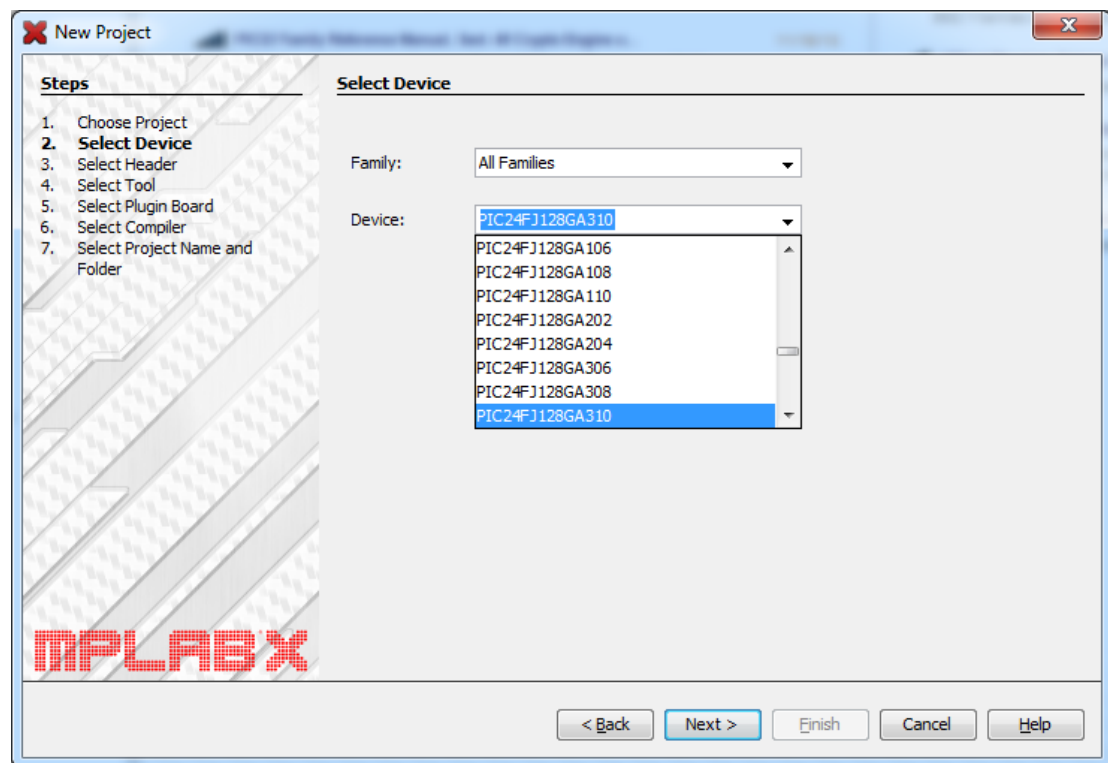 New Project
Steps
1. Choose Project
2. Select Device
3. Select Header
4. Select Tool
5. Select Plugin Board
6. Select Compiler
7. Select Project Name and
Folder
MPLAB X
Select Device
Family: All Families
Device: PIC24FJ128GA310
PIC24FJ128GA106
PIC24FJ128GA108
PIC24FJ128GA110
PIC24FJ128GA202
PIC24FJ128GA204
PIC24FJ128GA306
PIC24FJ128GA308
PIC24FJ128GA310
< Back Next > Finish Cancel Help